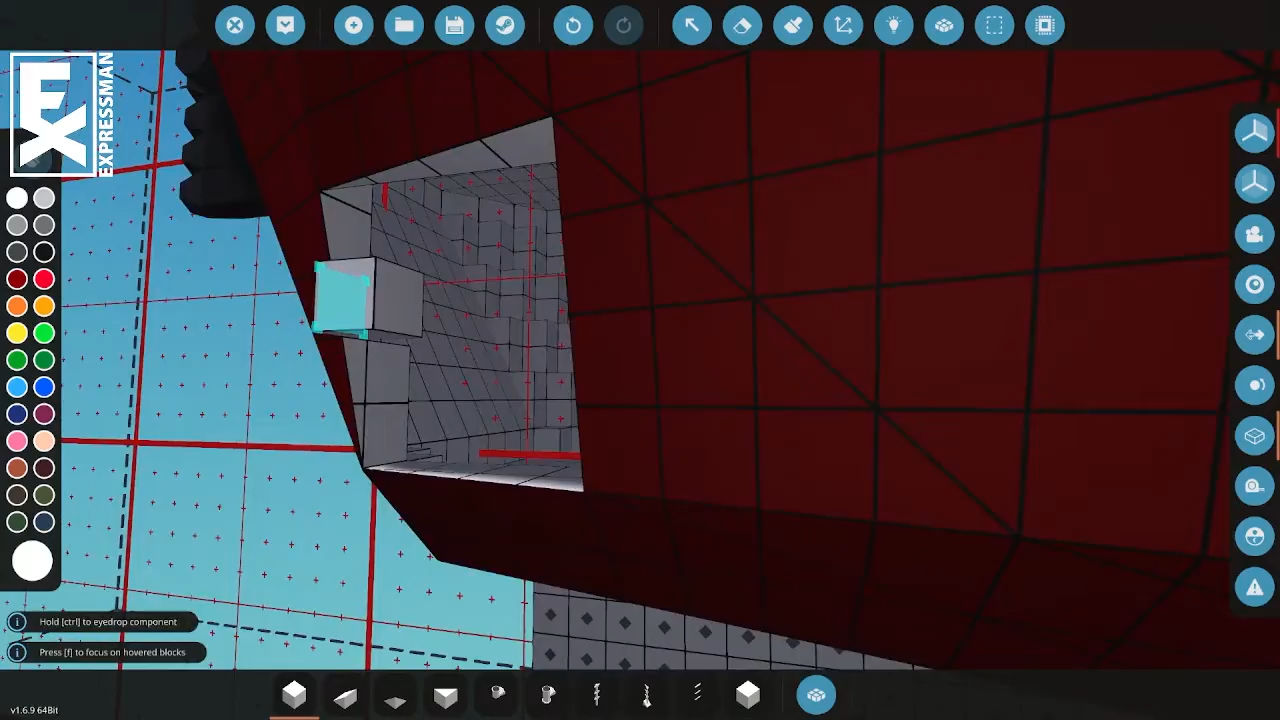 EX
EXPRESSMAN
Hold [ctrl] to eyedrop component
Press [f] to focus on hovered blocks
v1.6.9 64Bit